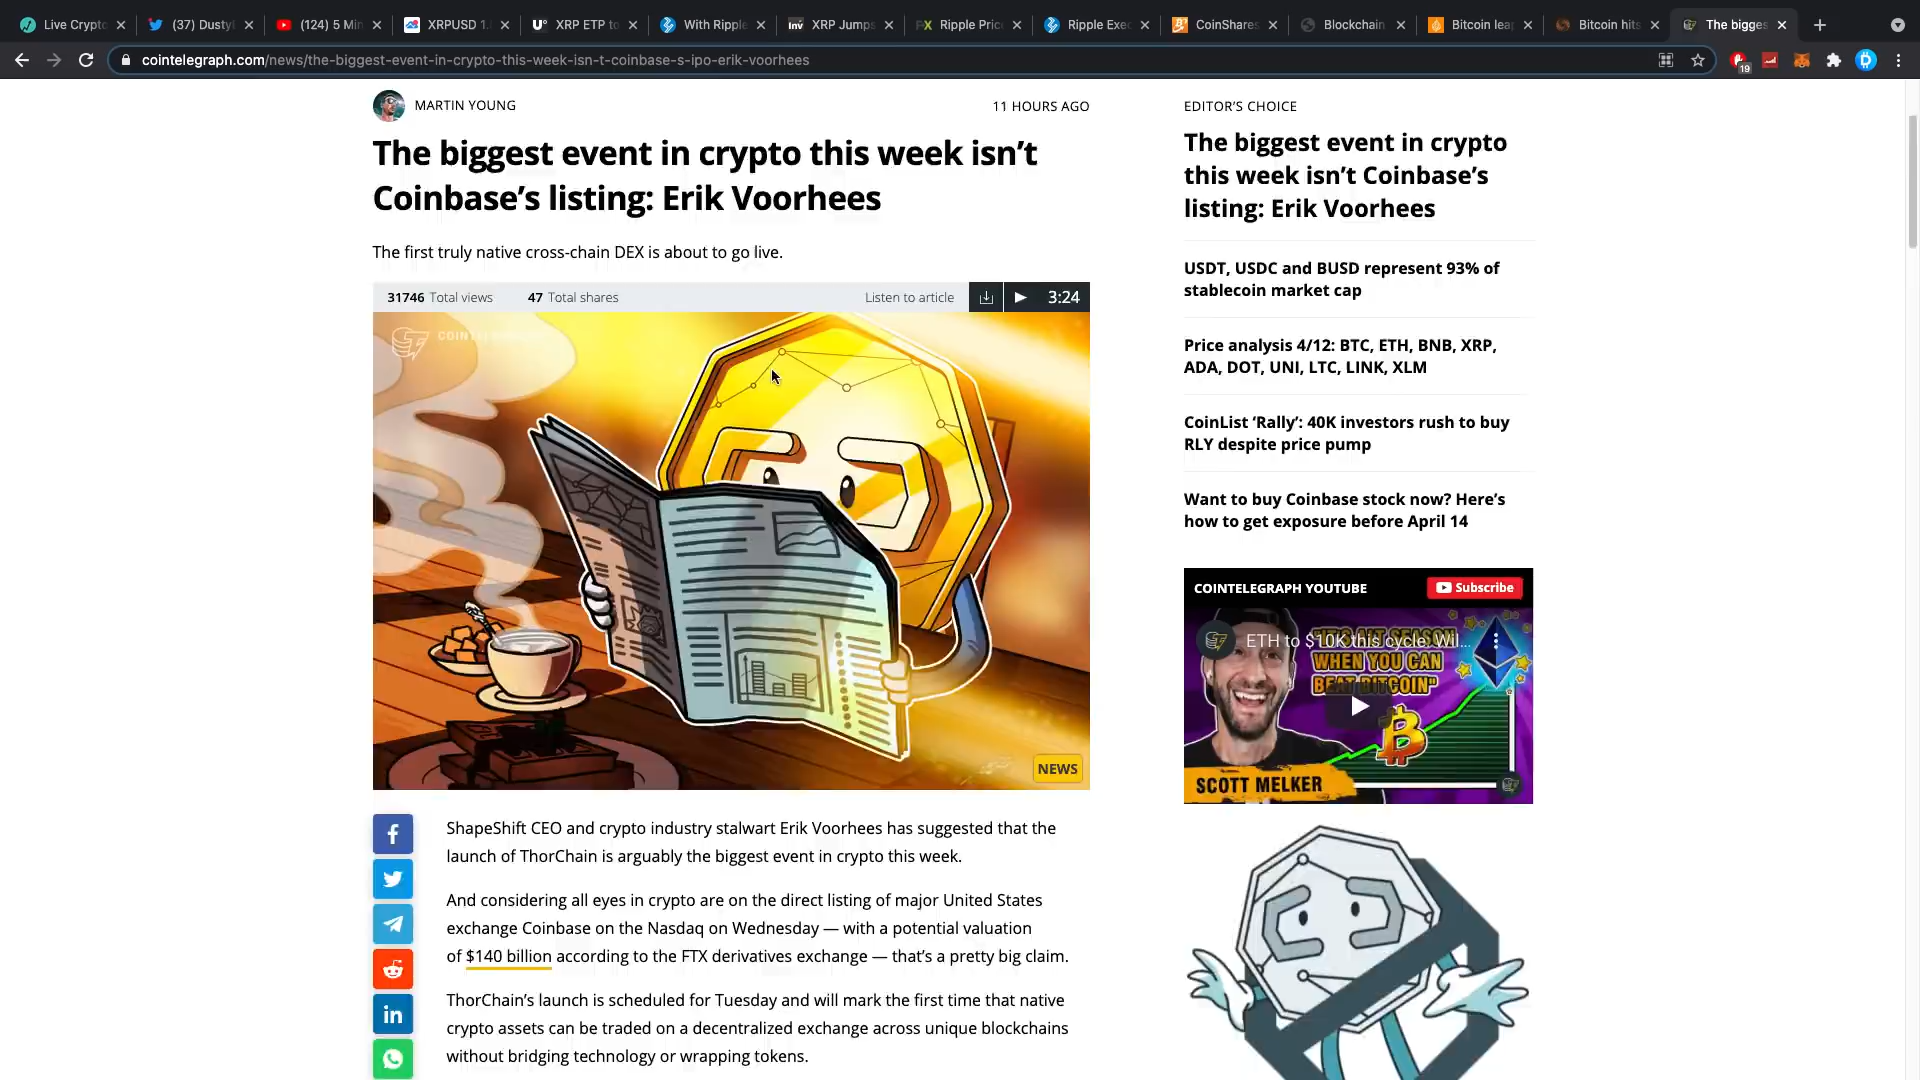 Live Crypto
(37) Dusty
(124) 5 Min
XRPUSD 1.
XRP ETP to
With Ripple
XRP Jumps
Ripple Pric
Ripple Exec
CoinShares
Blockchain
Bitcoin lea
Bitcoin hits
The bigges
cointelegraph.com/news/the-biggest-event-in-crypto-this-week-isn-t-coinbase-s-ipo-erik-voorhees
19
MARTIN YOUNG
11 HOURS AGO
The biggest event in crypto this week isn’t
Coinbase’s listing: Erik Voorhees
The first truly native cross-chain DEX is about to go live.
31746 Total views
47 Total shares
Listen to article
3:24
NEWS
ShapeShift CEO and crypto industry stalwart Erik Voorhees has suggested that the
launch of ThorChain is arguably the biggest event in crypto this week.
And considering all eyes in crypto are on the direct listing of major United States
exchange Coinbase on the Nasdaq on Wednesday — with a potential valuation
of $140 billion according to the FTX derivatives exchange — that’s a pretty big claim.
ThorChain’s launch is scheduled for Tuesday and will mark the first time that native
crypto assets can be traded on a decentralized exchange across unique blockchains
without bridging technology or wrapping tokens.
EDITOR’S CHOICE
The biggest event in crypto
this week isn’t Coinbase’s
listing: Erik Voorhees
USDT, USDC and BUSD represent 93% of
stablecoin market cap
Price analysis 4/12: BTC, ETH, BNB, XRP,
ADA, DOT, UNI, LTC, LINK, XLM
CoinList ‘Rally’: 40K investors rush to buy
RLY despite price pump
Want to buy Coinbase stock now? Here’s
how to get exposure before April 14
COINTELEGRAPH YOUTUBE
Subscribe
ETH to $10K this cycle. Wil...
WHEN YOU CAN
BEAT BITCOIN"
SCOTT MELKER